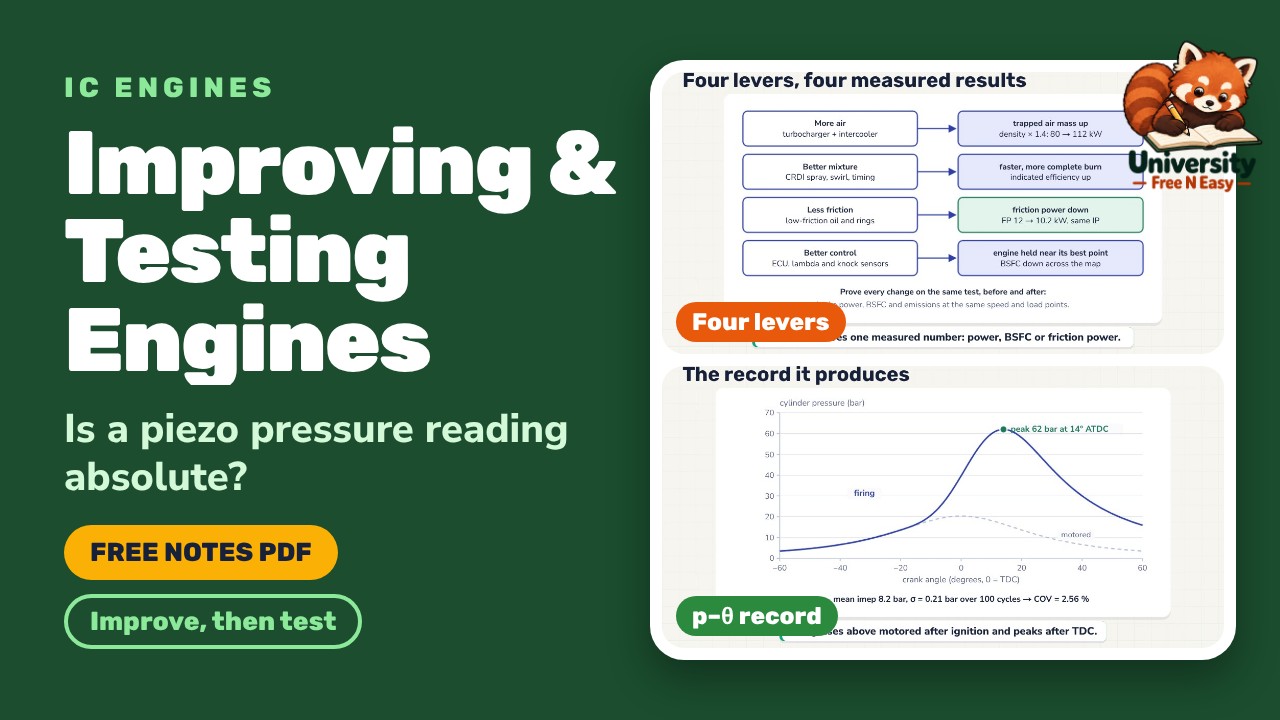 IC ENGINES
Improving &
Testing
Engines
Is a piezo pressure reading
absolute?
FREE NOTES PDF
Improve, then test
Four levers, four measured results
More air
turbocharger + intercooler
trapped air mass up
density × 1.4: 80 → 112 kW
Better mixture
CRDI spray, swirl, timing
faster, more complete burn
indicated efficiency up
Less friction
low-friction oil and rings
friction power down
FP 12 → 10.2 kW, same IP
Better control
ECU, lambda and knock sensors
engine held near its best point
BSFC down across the map
Prove every change on the same test, before and after:
power, BSFC and emissions at the same speed and load points.
Four levers
one measured number: power, BSFC or friction power.
University
Free N Easy
The record it produces
cylinder pressure (bar)
70
60
50
40
30
20
10
0
peak 62 bar at 14° ATDC
firing
motored
−60
−40
−20
0
20
40
60
crank angle (degrees, 0 = TDC)
mean imep 8.2 bar, σ = 0.21 bar over 100 cycles → COV = 2.56 %
p–θ record
above motored after ignition and peaks after TDC.